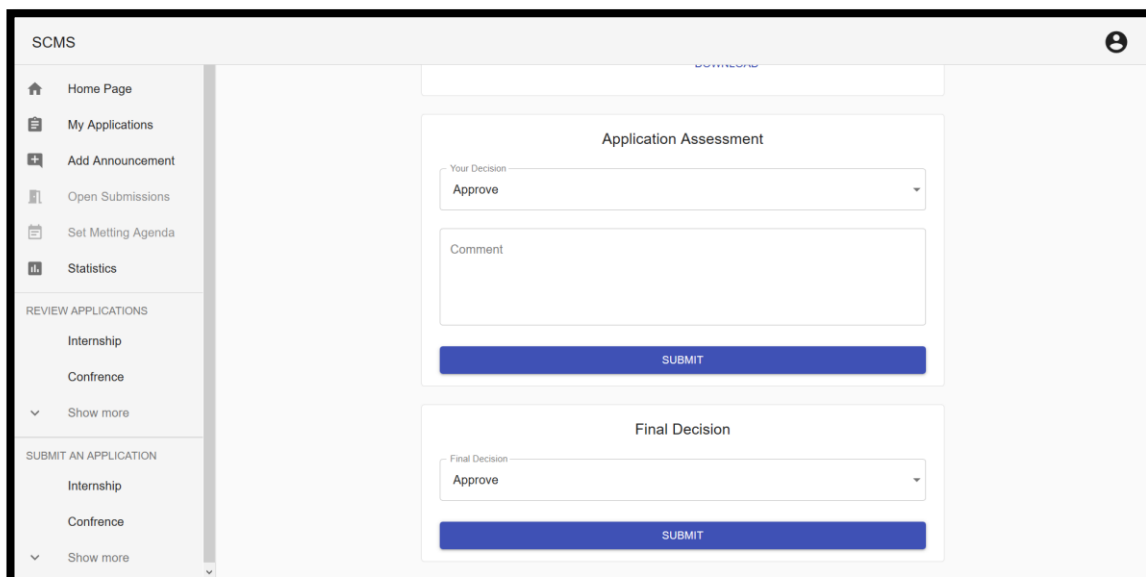 SCMS
Home Page
My Applications
Add Announcement
Open Submissions
Set Metting Agenda
Statistics
REVIEW APPLICATIONS
Internship
Confrence
Show more
SUBMIT AN APPLICATION
Internship
Confrence
Show more
DOWNLOAD
Application Assessment
Your Decision
Approve
Comment
SUBMIT
Final Decision
Final Decision
Approve
SUBMIT